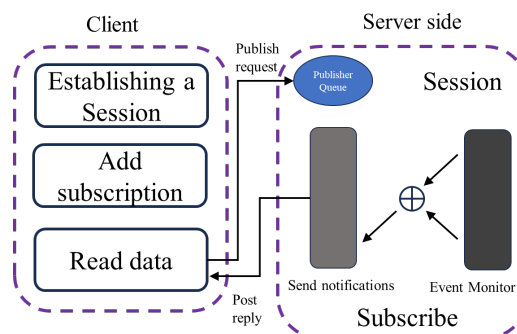 Client
Server side
Publish
request
Establishing a
Session
Publisher
Queue
Session
Add
subscription
Read data
Send notifications
Event Monitor
Post
reply
Subscribe